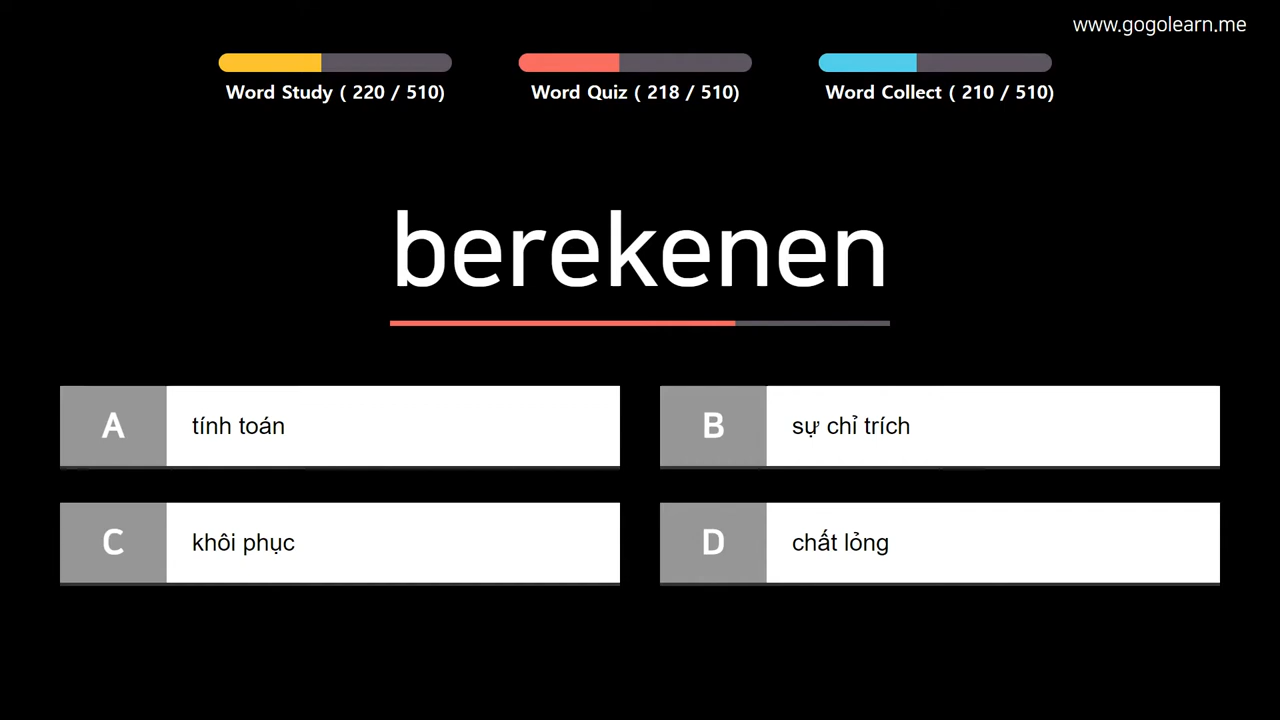 www.gogolearn.me
Word Study ( 220 / 510)
Word Quiz ( 218 / 510)
Word Collect ( 210 / 510)
berekenen
A tính toán
B sự chỉ trích
C khôi phục
D chất lỏng